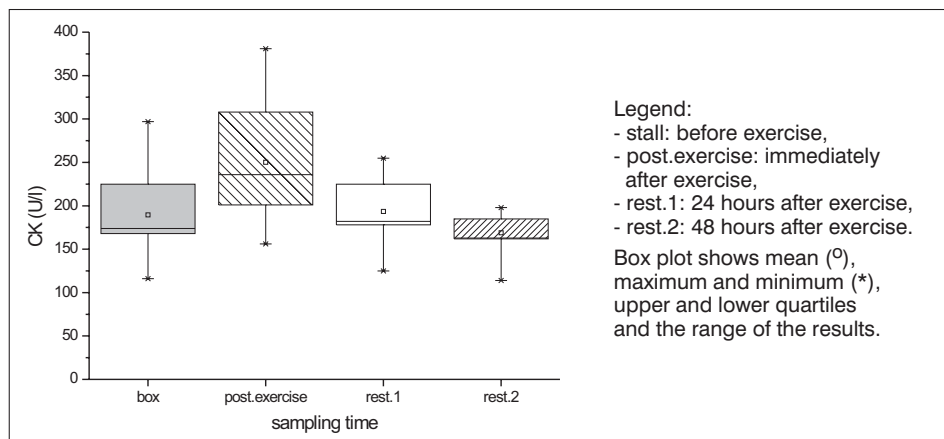 400
350
300
250
200
150
100
50
0
CK (U/l)
box
post.exercise
rest.1
rest.2
sampling time
Legend:
- stall: before exercise,
- post.exercise: immediately
after exercise,
- rest.1: 24 hours after exercise,
- rest.2: 48 hours after exercise.
Box plot shows mean (o),
maximum and minimum (*),
upper and lower quartiles
and the range of the results.